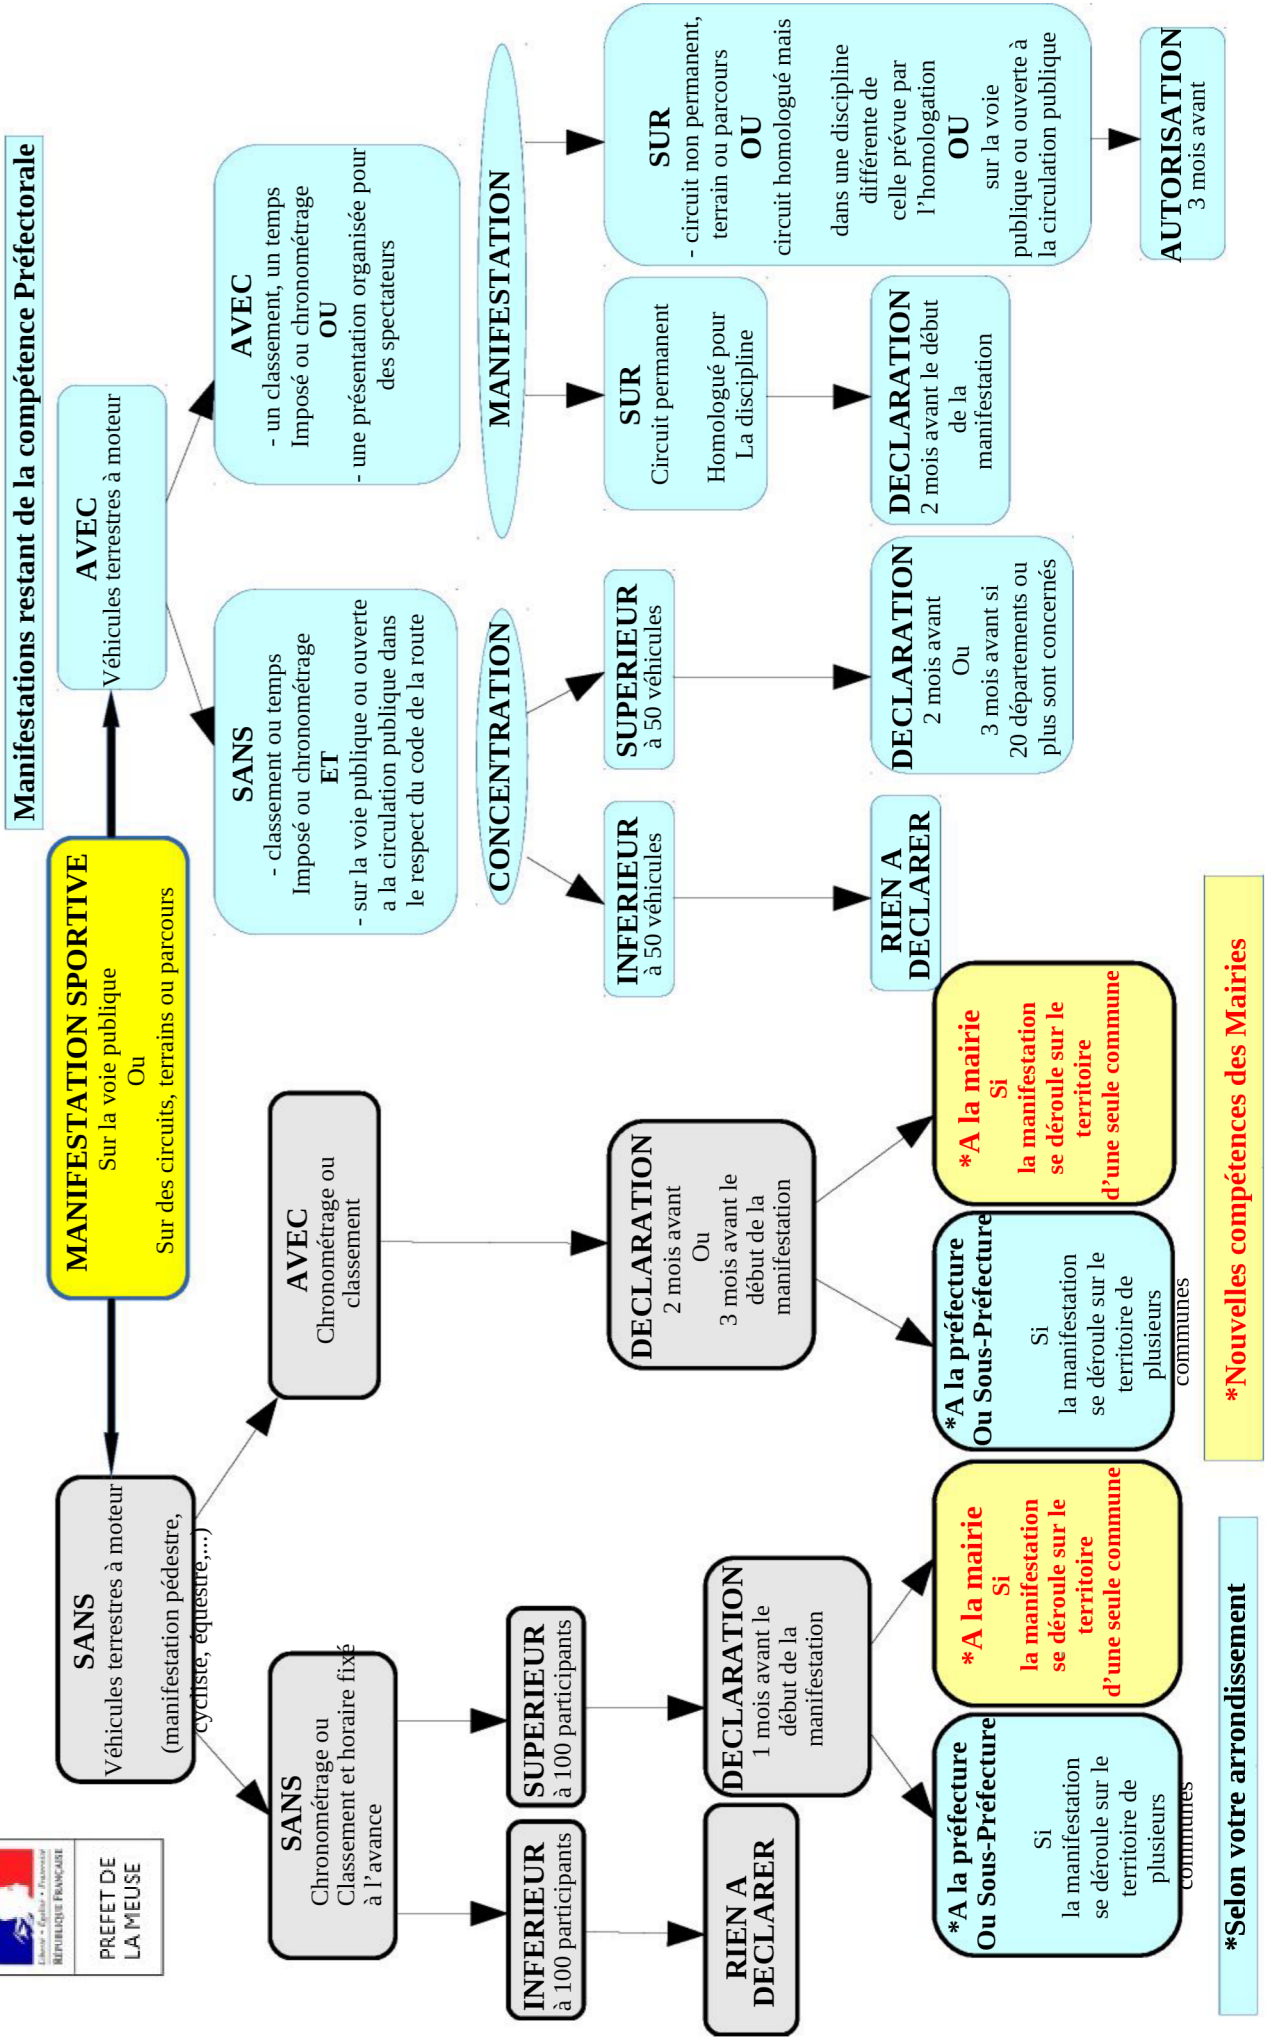 Liberté • Égalité • Fraternité
RÉPUBLIQUE FRANÇAISE
PREFET DE
LA MEUSE
Manifestations restant de la compétence Préfectorale
MANIFESTATION SPORTIVE
Sur la voie publique
Ou
Sur des circuits, terrains ou parcours
SANS
Véhicules terrestres à moteur
(manifestation pédestre,
cycliste, équestre,...)
AVEC
Véhicules terrestres à moteur
SANS
Chronométrage ou
Classement et horaire fixé
à l'avance
AVEC
Chronométrage ou
classement
SANS
- classement ou temps
Imposé ou chronométrage
ET
- sur la voie publique ou ouverte
a la circulation publique dans
le respect du code de la route
AVEC
- un classement, un temps
Imposé ou chronométrage
OU
- une présentation organisée pour
des spectateurs
CONCENTRATION
MANIFESTATION
INFERIEUR
à 100 participants
SUPERIEUR
à 100 participants
INFERIEUR
à 50 véhicules
SUPERIEUR
à 50 véhicules
SUR
Circuit permanent
Homologué pour
La discipline
SUR
- circuit non permanent,
terrain ou parcours
OU
circuit homologué mais
dans une discipline
différente de
celle prévue par
l'homologation
OU
sur la voie
publique ou ouverte à
la circulation publique
RIEN A
DECLARER
DECLARATION
1 mois avant le
début de la
manifestation
DECLARATION
2 mois avant
Ou
3 mois avant le
début de la
manifestation
RIEN A
DECLARER
DECLARATION
2 mois avant
Ou
3 mois avant si
20 départements ou
plus sont concernés
DECLARATION
2 mois avant le début
de la
manifestation
AUTORISATION
3 mois avant
*A la préfecture
Ou Sous-Préfecture
Si
la manifestation
se déroule sur le
territoire de
plusieurs
communes
*A la mairie
Si
la manifestation
se déroule sur le
territoire
d'une seule commune
*A la préfecture
Ou Sous-Préfecture
Si
la manifestation
se déroule sur le
territoire de
plusieurs
communes
*A la mairie
Si
la manifestation
se déroule sur le
territoire
d'une seule commune
*Selon votre arrondissement
*Nouvelles compétences des Mairies